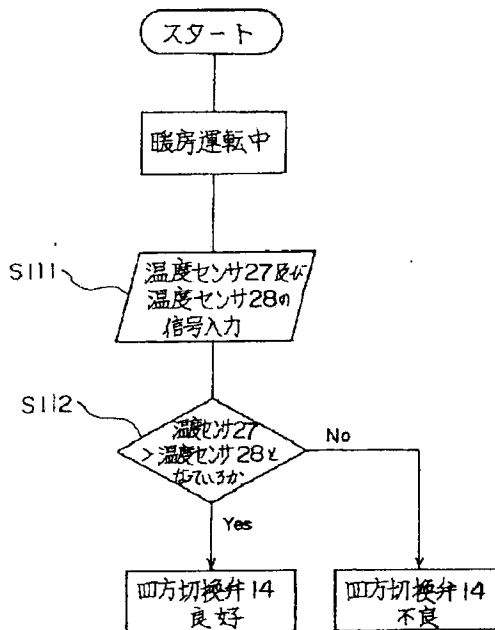 スタート
暖房運転中
S111
温度センサ27及び
温度センサ28の
信号入力
S112
温度センサ27
>温度センサ28と
なっているか
No
Yes
四方切換弁14
良好
四方切換弁14
不良